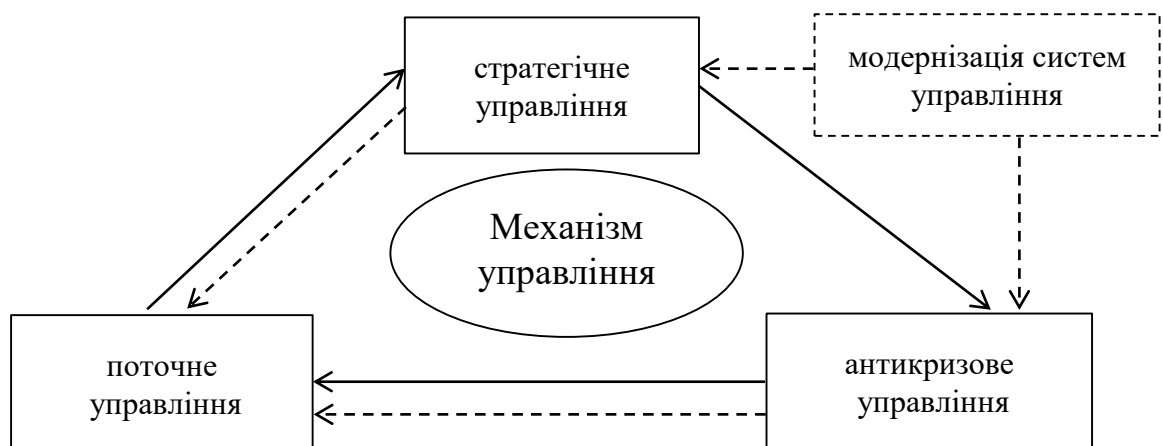 стратегічне
управління
модернізація систем
управління
Механізм
управління
поточне
управління
антикризове
управління